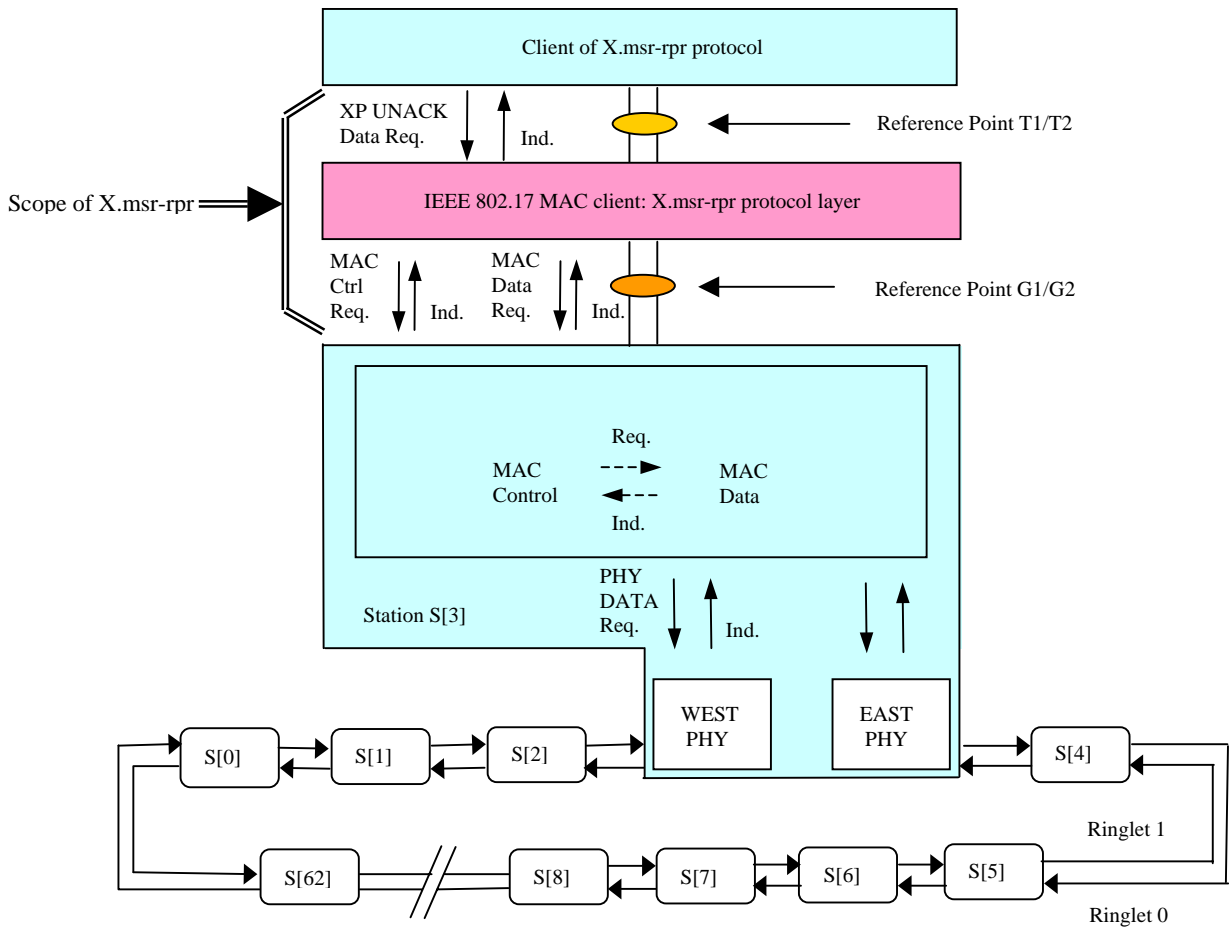 Client of X.msr-rpr protocol
XP UNACK
Data Req.
Ind.
Reference Point T1/T2
Scope of X.msr-rpr
IEEE 802.17 MAC client: X.msr-rpr protocol layer
MAC
Ctrl
Req.
Ind.
MAC
Data
Req.
Ind.
Reference Point G1/G2
Req.
MAC
Control
MAC
Data
Ind.
Station S[3]
PHY
DATA
Req.
Ind.
WEST
PHY
EAST
PHY
S[0]
S[1]
S[2]
S[4]
Ringlet 1
S[62]
S[8]
S[7]
S[6]
S[5]
Ringlet 0